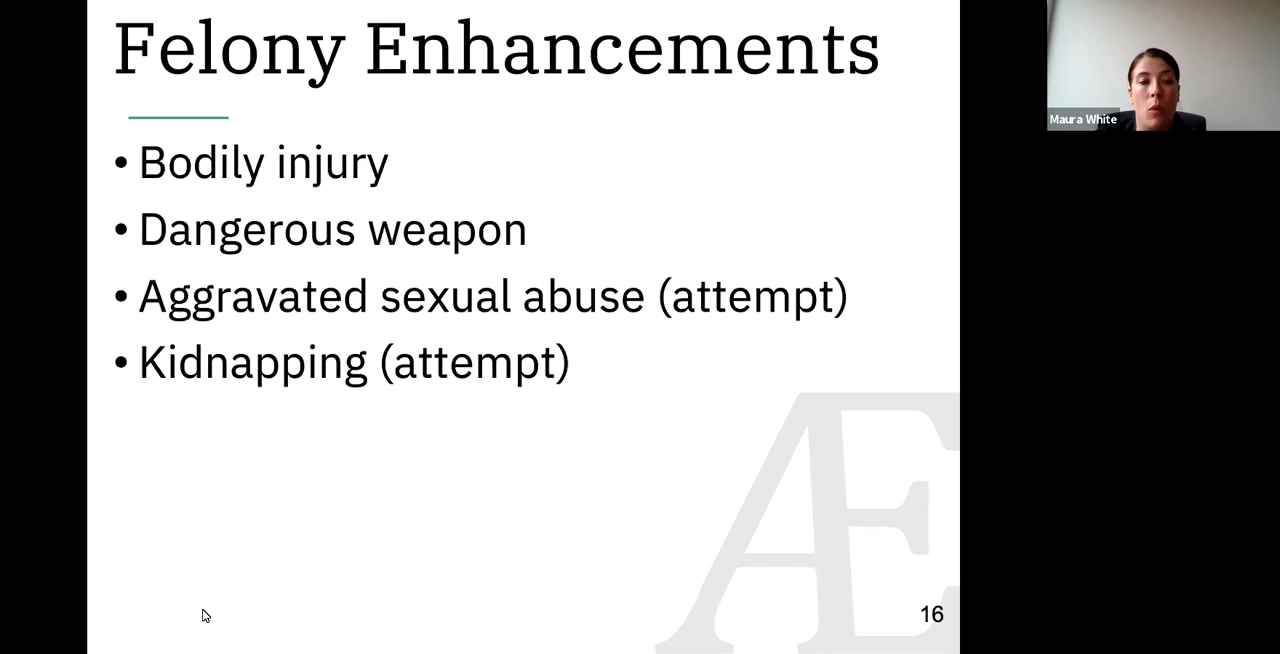 Felony Enhancements
• Bodily injury
• Dangerous weapon
• Aggravated sexual abuse (attempt)
• Kidnapping (attempt)
Æ
16
Maura White